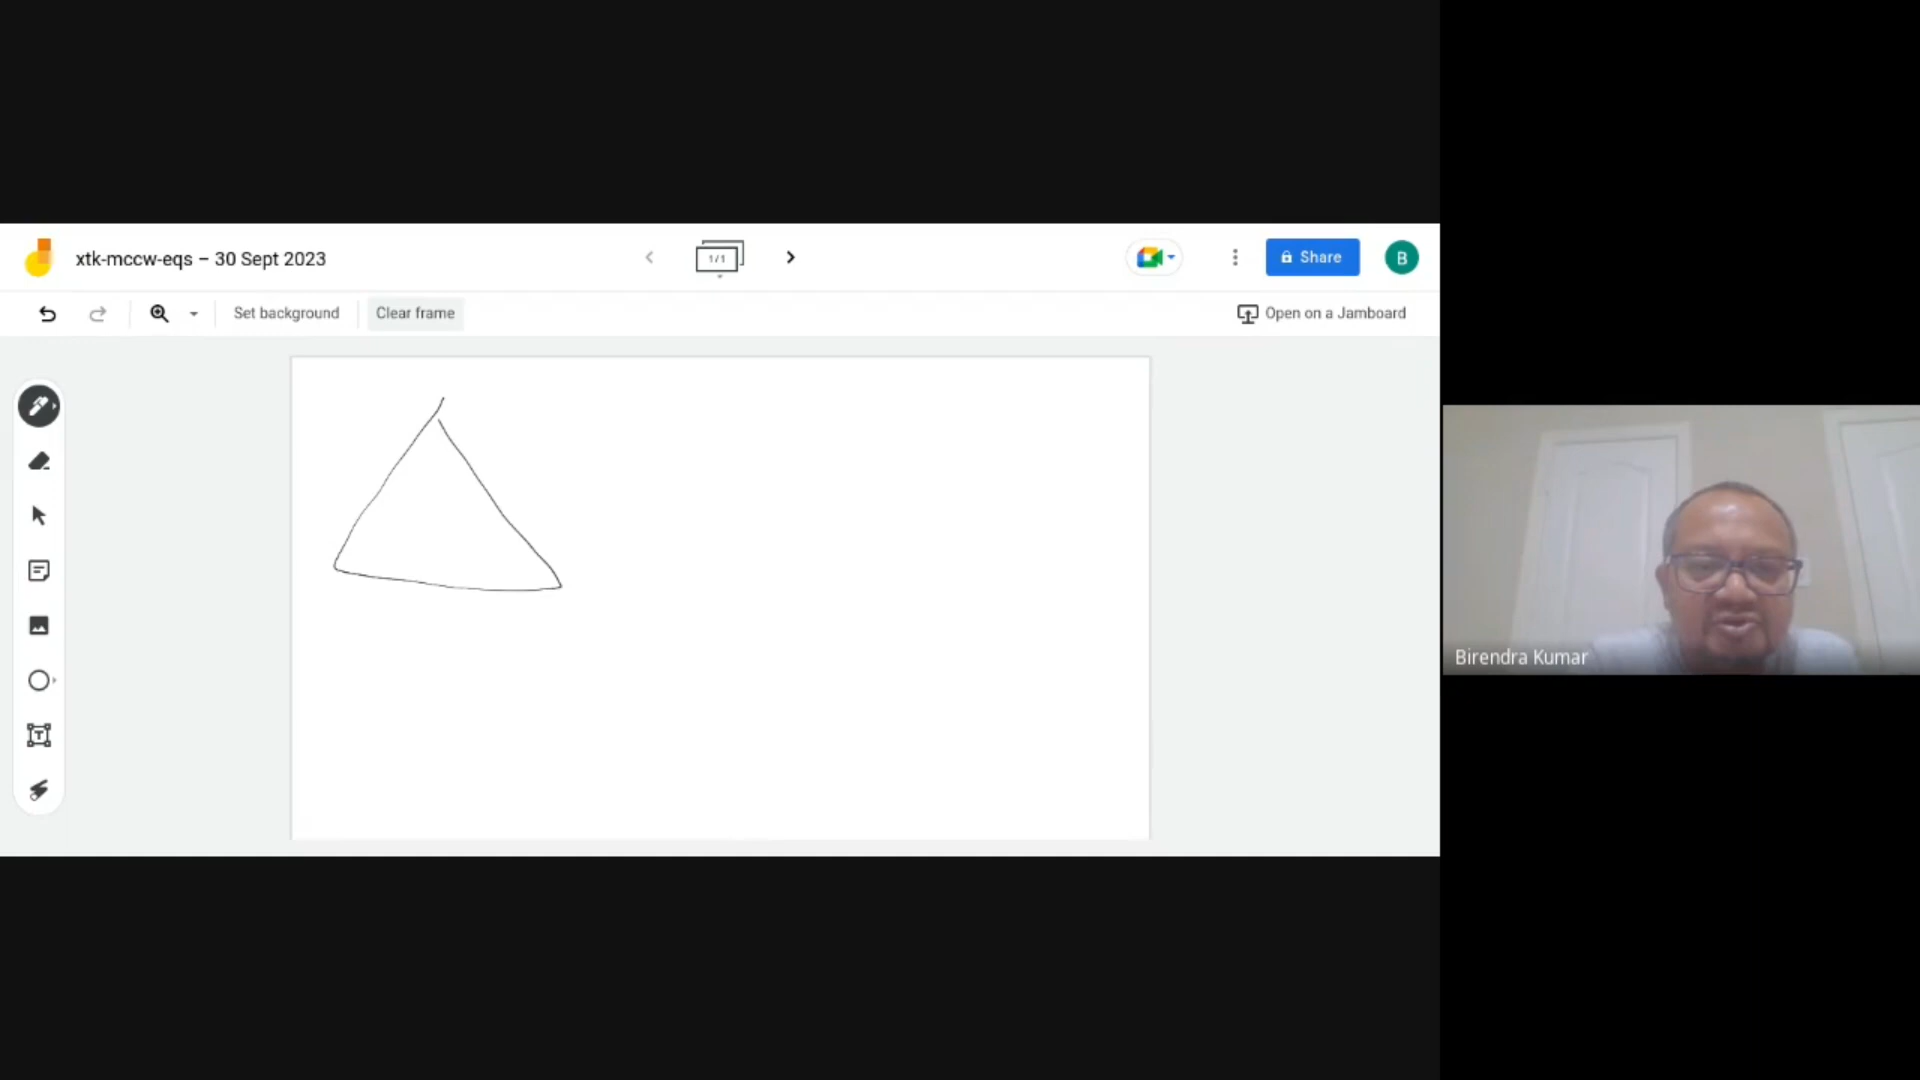 xtk-mccw-eqs – 30 Sept 2023
1/1
Share
B
Set background
Clear frame
Open on a Jamboard
Birendra Kumar